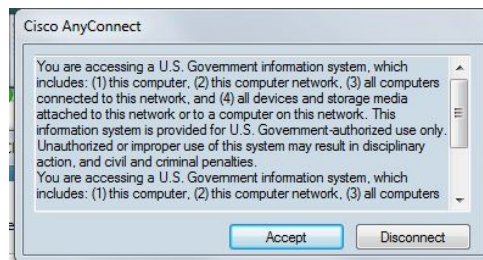 Cisco AnyConnect
You are accessing a U.S. Government information system, which
includes: (1) this computer, (2) this computer network, (3) all computers
connected to this network, and (4) all devices and storage media
attached to this network or to a computer on this network. This
information system is provided for U.S. Government-authorized use only.
Unauthorized or improper use of this system may result in disciplinary
action, and civil and criminal penalties.
You are accessing a U.S. Government information system, which
includes: (1) this computer, (2) this computer network, (3) all computers
Accept Disconnect